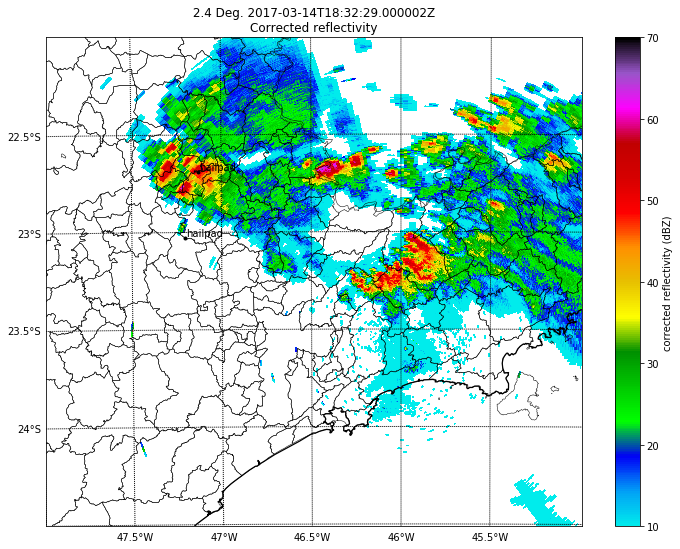 2.4 Deg. 2017-03-14T18:32:29.000002Z
Corrected reflectivity
22.5°S
23°S
23.5°S
24°S
hailpad
hailpad
47.5°W
47°W
46.5°W
46°W
45.5°W
70
60
50
40
30
20
10
corrected reflectivity (dBZ)